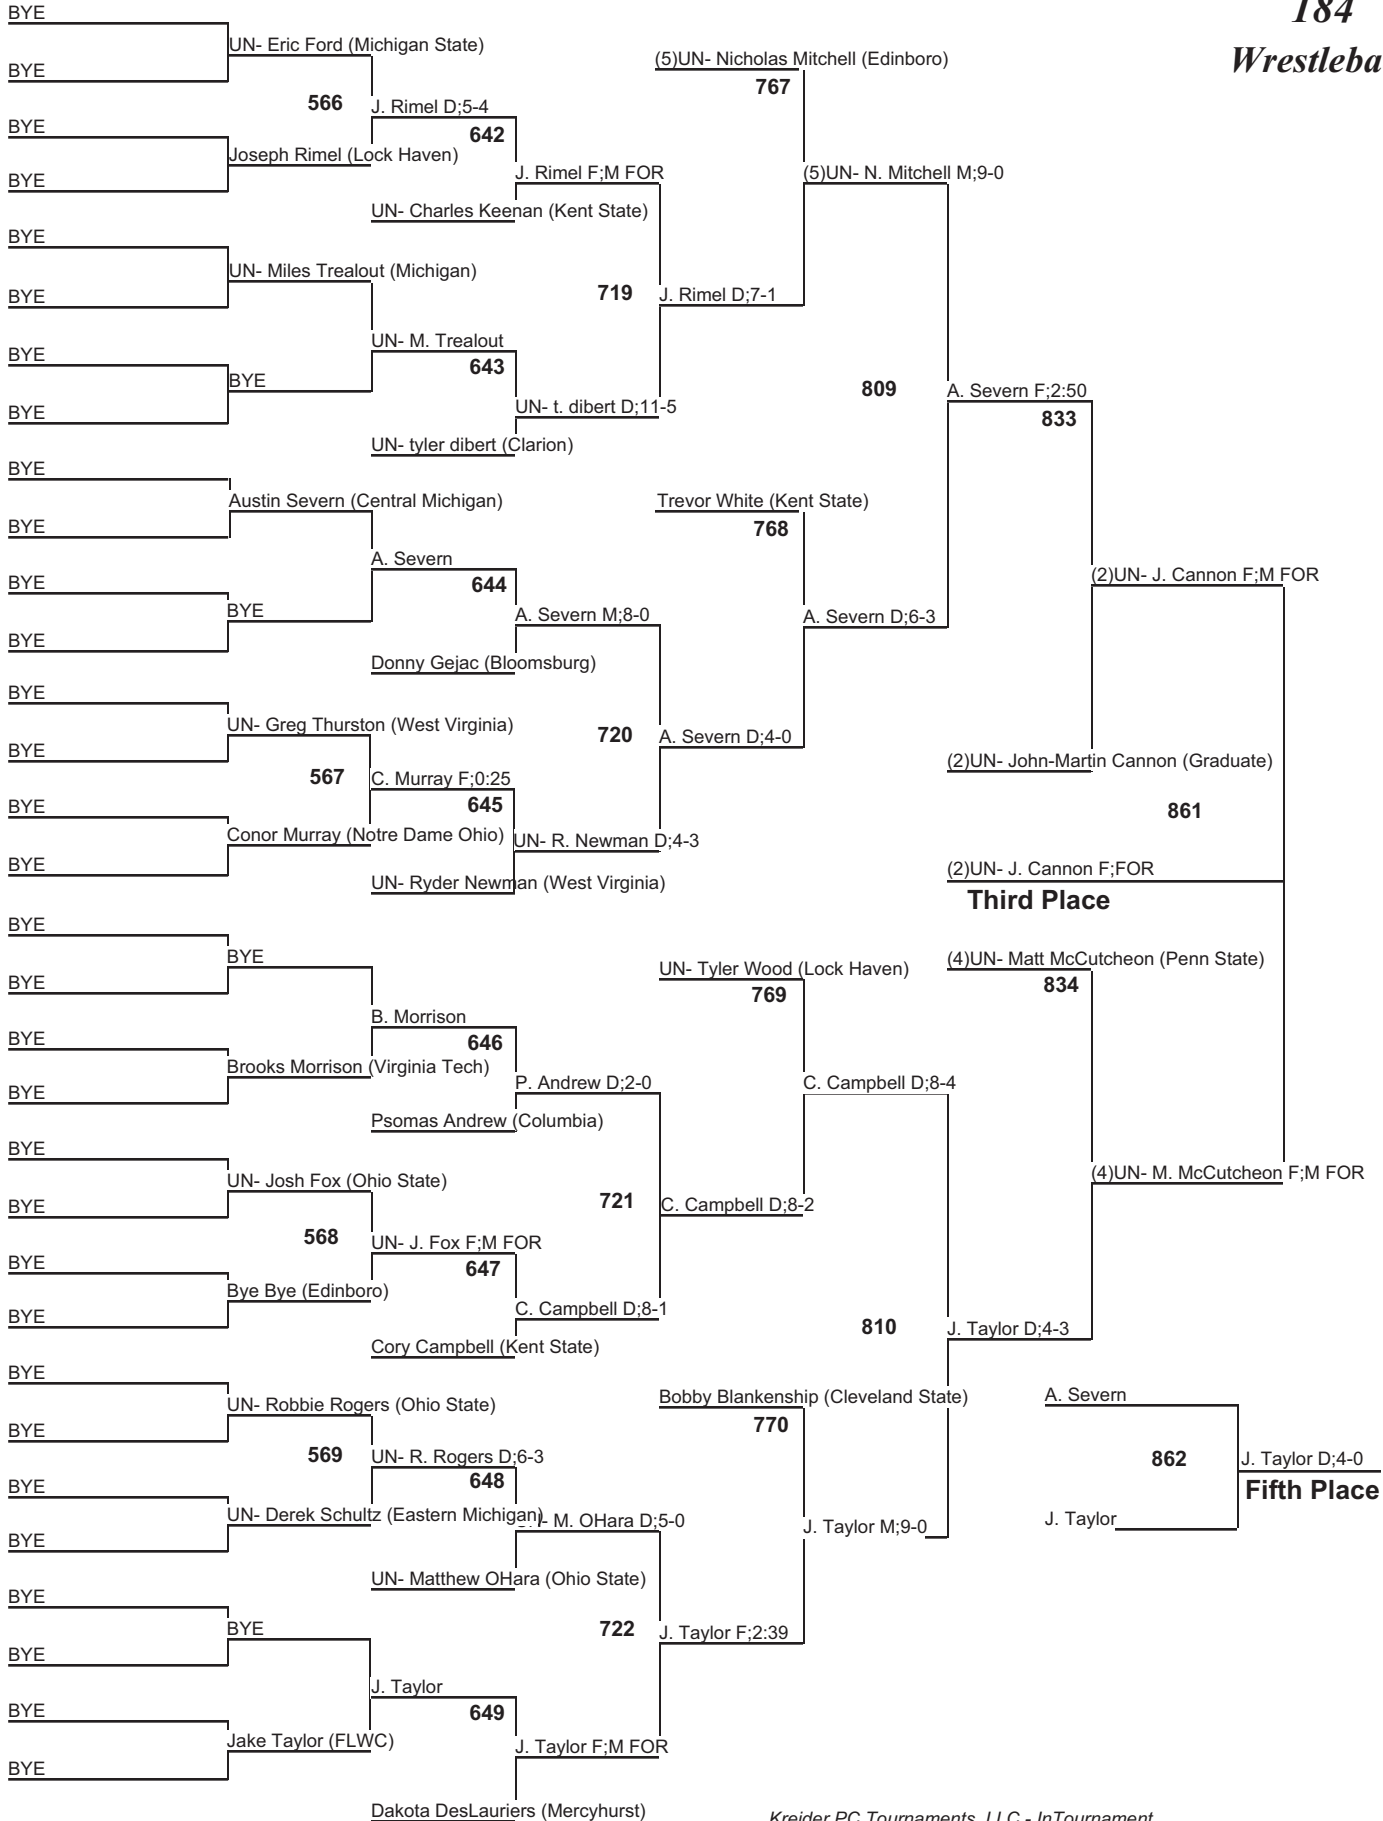 184
Wrestleba
BYE
UN- Eric Ford (Michigan State)
(5)UN- Nicholas Mitchell (Edinboro)
BYE
767
566
J. Rimel D;5-4
BYE
642
Joseph Rimel (Lock Haven)
J. Rimel F;M FOR
(5)UN- N. Mitchell M;9-0
BYE
UN- Charles Keenan (Kent State)
BYE
UN- Miles Trealout (Michigan)
719
J. Rimel D;7-1
BYE
UN- M. Trealout
BYE
643
BYE
809
A. Severn F;2:50
UN- t. dibert D;11-5
BYE
833
UN- tyler dibert (Clarion)
BYE
Austin Severn (Central Michigan)
Trevor White (Kent State)
BYE
768
A. Severn
BYE
644
(2)UN- J. Cannon F;M FOR
BYE
A. Severn M;8-0
A. Severn D;6-3
BYE
Donny Gejac (Bloomsburg)
BYE
UN- Greg Thurston (West Virginia)
720
A. Severn D;4-0
BYE
(2)UN- John-Martin Cannon (Graduate)
567
C. Murray F;0:25
BYE
645
861
Conor Murray (Notre Dame Ohio)
UN- R. Newman D;4-3
BYE
(2)UN- J. Cannon F;FOR
UN- Ryder Newman (West Virginia)
Third Place
BYE
BYE
UN- Tyler Wood (Lock Haven)
(4)UN- Matt McCutcheon (Penn State)
BYE
769
834
B. Morrison
BYE
646
Brooks Morrison (Virginia Tech)
P. Andrew D;2-0
C. Campbell D;8-4
BYE
Psomas Andrew (Columbia)
BYE
UN- Josh Fox (Ohio State)
(4)UN- M. McCutcheon F;M FOR
BYE
721
C. Campbell D;8-2
568
UN- J. Fox F;M FOR
BYE
647
Bye Bye (Edinboro)
C. Campbell D;8-1
BYE
810
J. Taylor D;4-3
Cory Campbell (Kent State)
BYE
UN- Robbie Rogers (Ohio State)
Bobby Blankenship (Cleveland State)
A. Severn
BYE
770
569
UN- R. Rogers D;6-3
862
J. Taylor D;4-0
BYE
648
Fifth Place
UN- Derek Schultz (Eastern Michigan)
M. OHara D;5-0
J. Taylor M;9-0
J. Taylor
BYE
UN- Matthew OHara (Ohio State)
BYE
BYE
722
J. Taylor F;2:39
BYE
J. Taylor
BYE
649
Jake Taylor (FLWC)
J. Taylor F;M FOR
BYE
Dakota DesLauriers (Mercyhurst)
Kreider PC Tournaments, LLC - InTournament